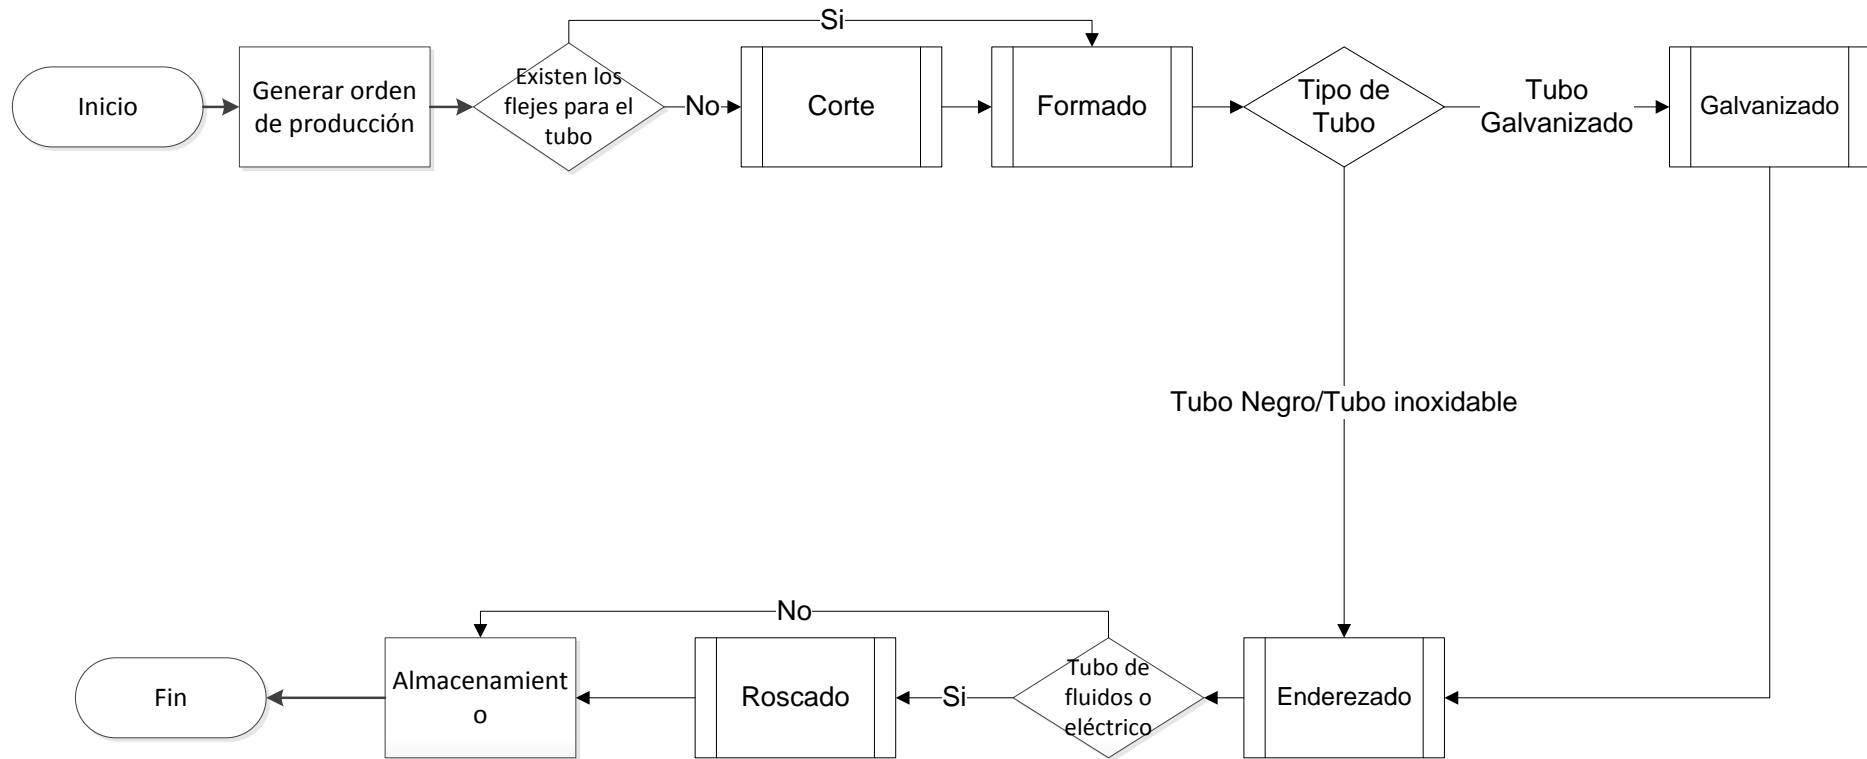 Si
Inicio
Generar orden
de producción
Existen los
flejes para el
tubo
No
Corte
Formado
Tipo de
Tubo
Tubo
Galvanizado
Galvanizado
Tubo Negro/Tubo inoxidable
No
Fin
Almacenamient
o
Roscado
Si
Tubo de
fluidos o
eléctrico
Enderezado